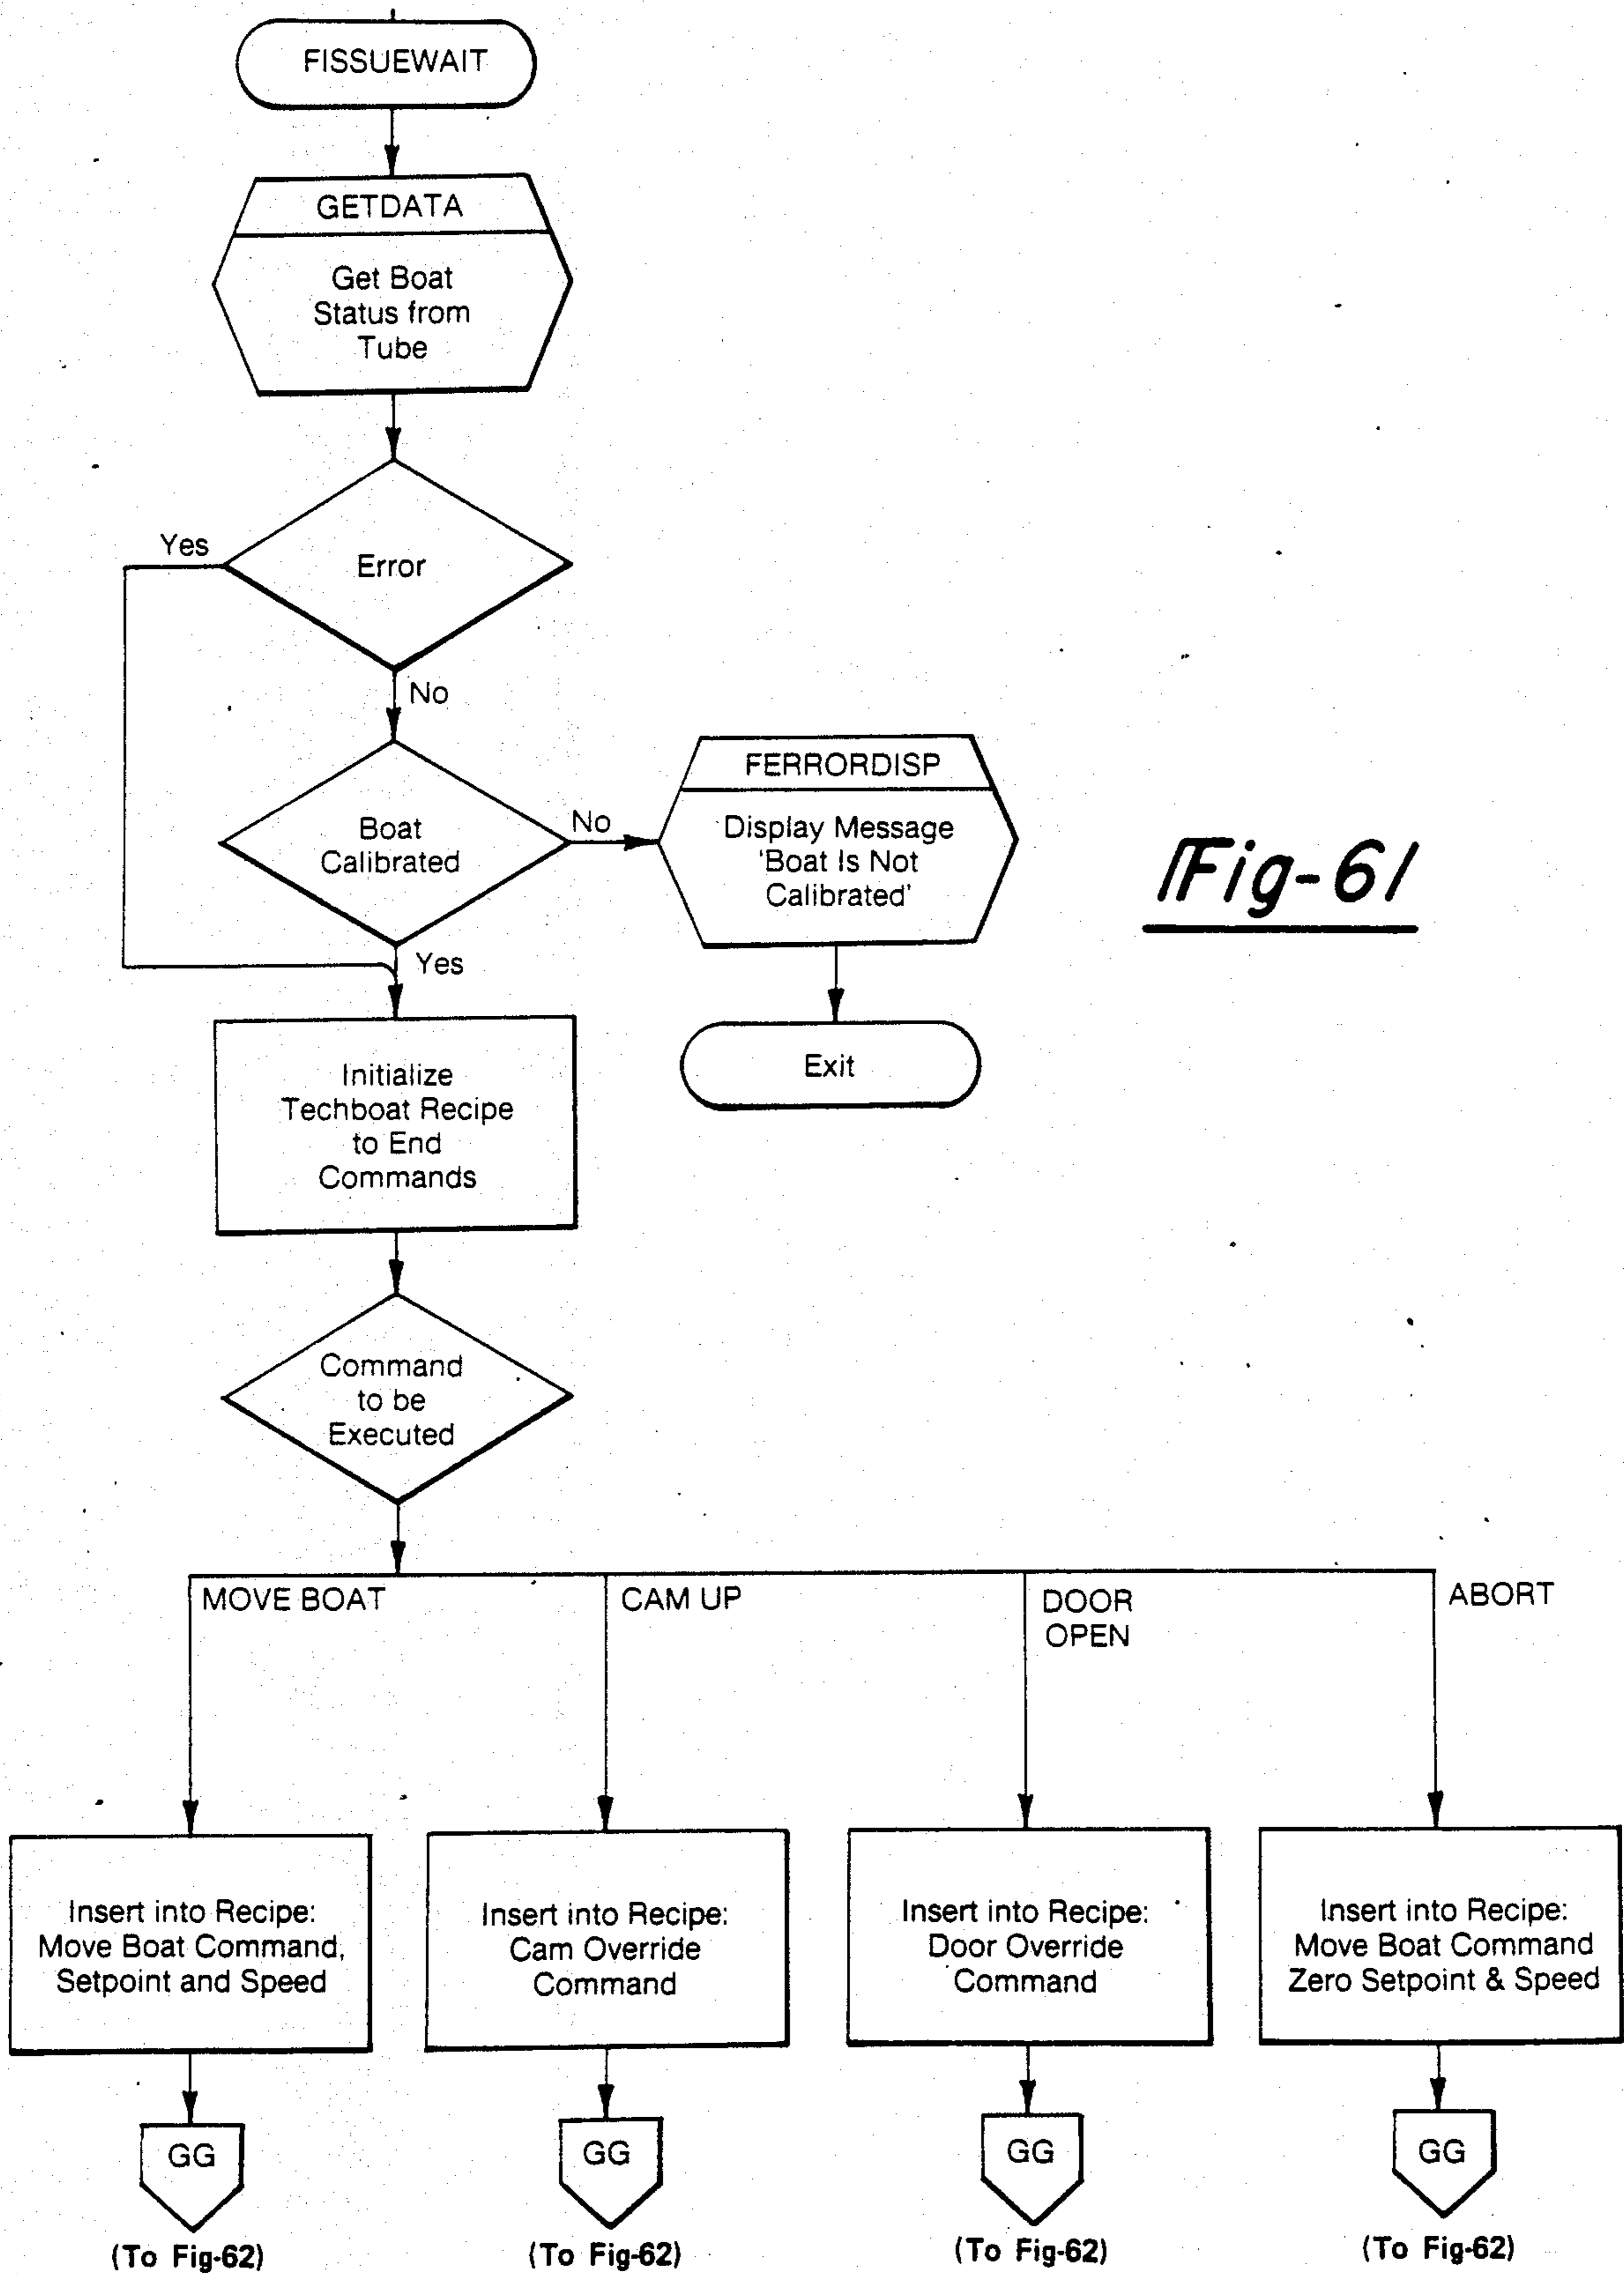 FISSUEWAIT
GETDATA
Get Boat
Status from
Tube
Yes
Error
No
Boat
Calibrated
No
FERRORDISP
Display Message
'Boat Is Not
Calibrated'
Fig-61
Yes
Exit
Initialize
Techboat Recipe
to End
Commands
Command
to be
Executed
MOVE BOAT
CAM UP
DOOR
OPEN
ABORT
Insert into Recipe:
Move Boat Command,
Setpoint and Speed
Insert into Recipe:
Cam Override
Command
Insert into Recipe:
Door Override
Command
Insert into Recipe:
Move Boat Command
Zero Setpoint & Speed
GG
GG
GG
GG
(To Fig-62)
(To Fig-62)
(To Fig-62)
(To Fig-62)